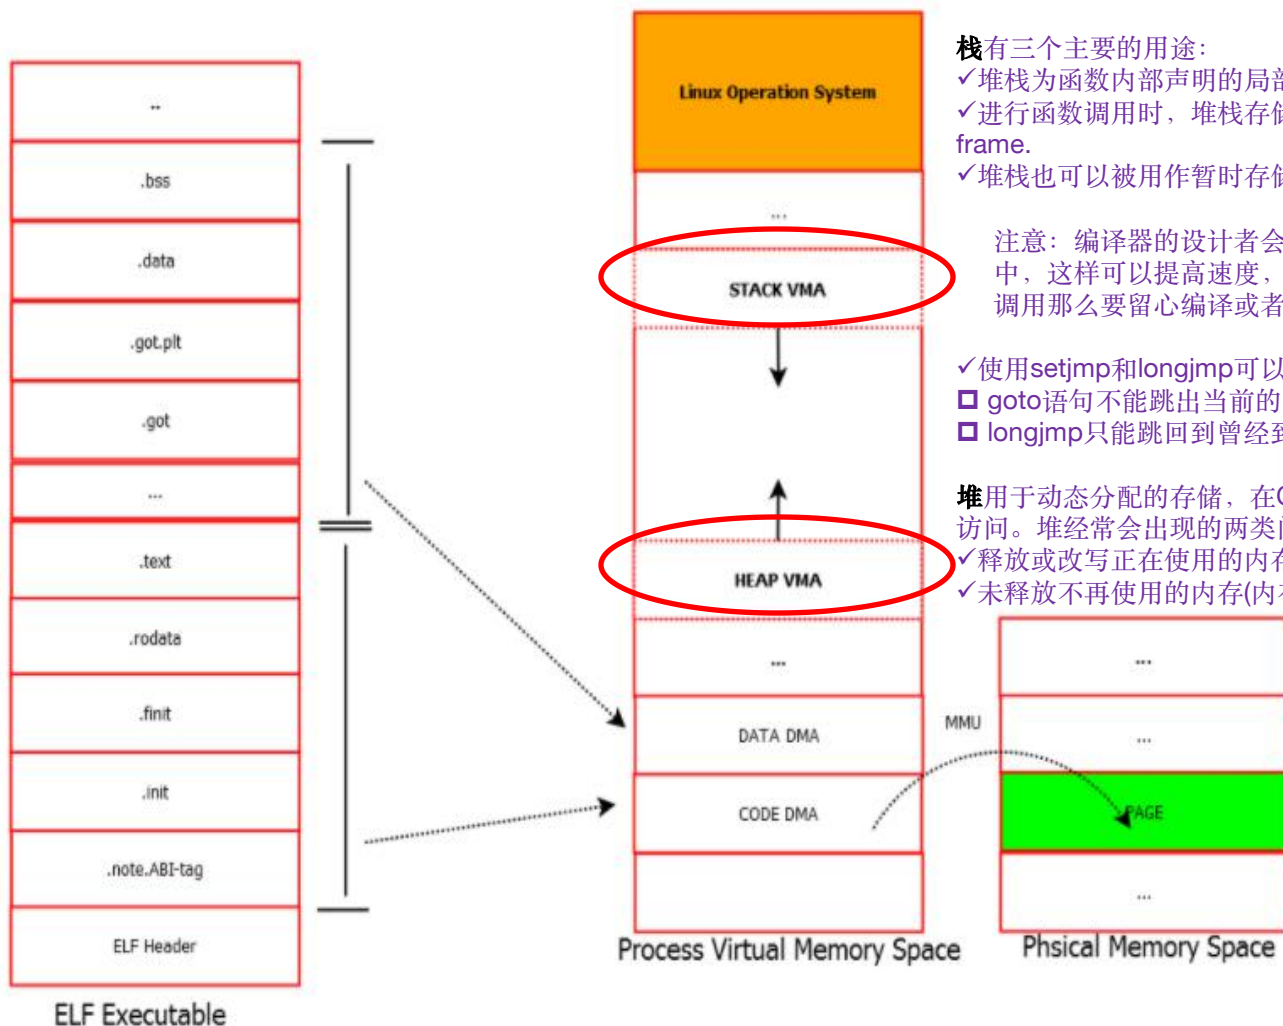 ..
.bss
.data
.got.plt
.got
...
.text
.rodata
.finit
.init
.note.ABI-tag
ELF Header
ELF Executable
Linux Operation System
...
STACK VMA
HEAP VMA
...
DATA DMA
CODE DMA
Process Virtual Memory Space
MMU
栈有三个主要的用途：
✓堆栈为函数内部声明的局部
✓进行函数调用时，堆栈存储
frame.
✓堆栈也可以被用作暂时存储
注意：编译器的设计者会
中，这样可以提高速度，
调用那么要留心编译或者
✓使用setjmp和longjmp可以
goto语句不能跳出当前的
longjmp只能跳回到曾经到
堆用于动态分配的存储，在
访问。堆经常会出现的两类
✓释放或改写正在使用的内存
✓未释放不再使用的内存(内存
...
...
PAGE
...
Phsical Memory Space